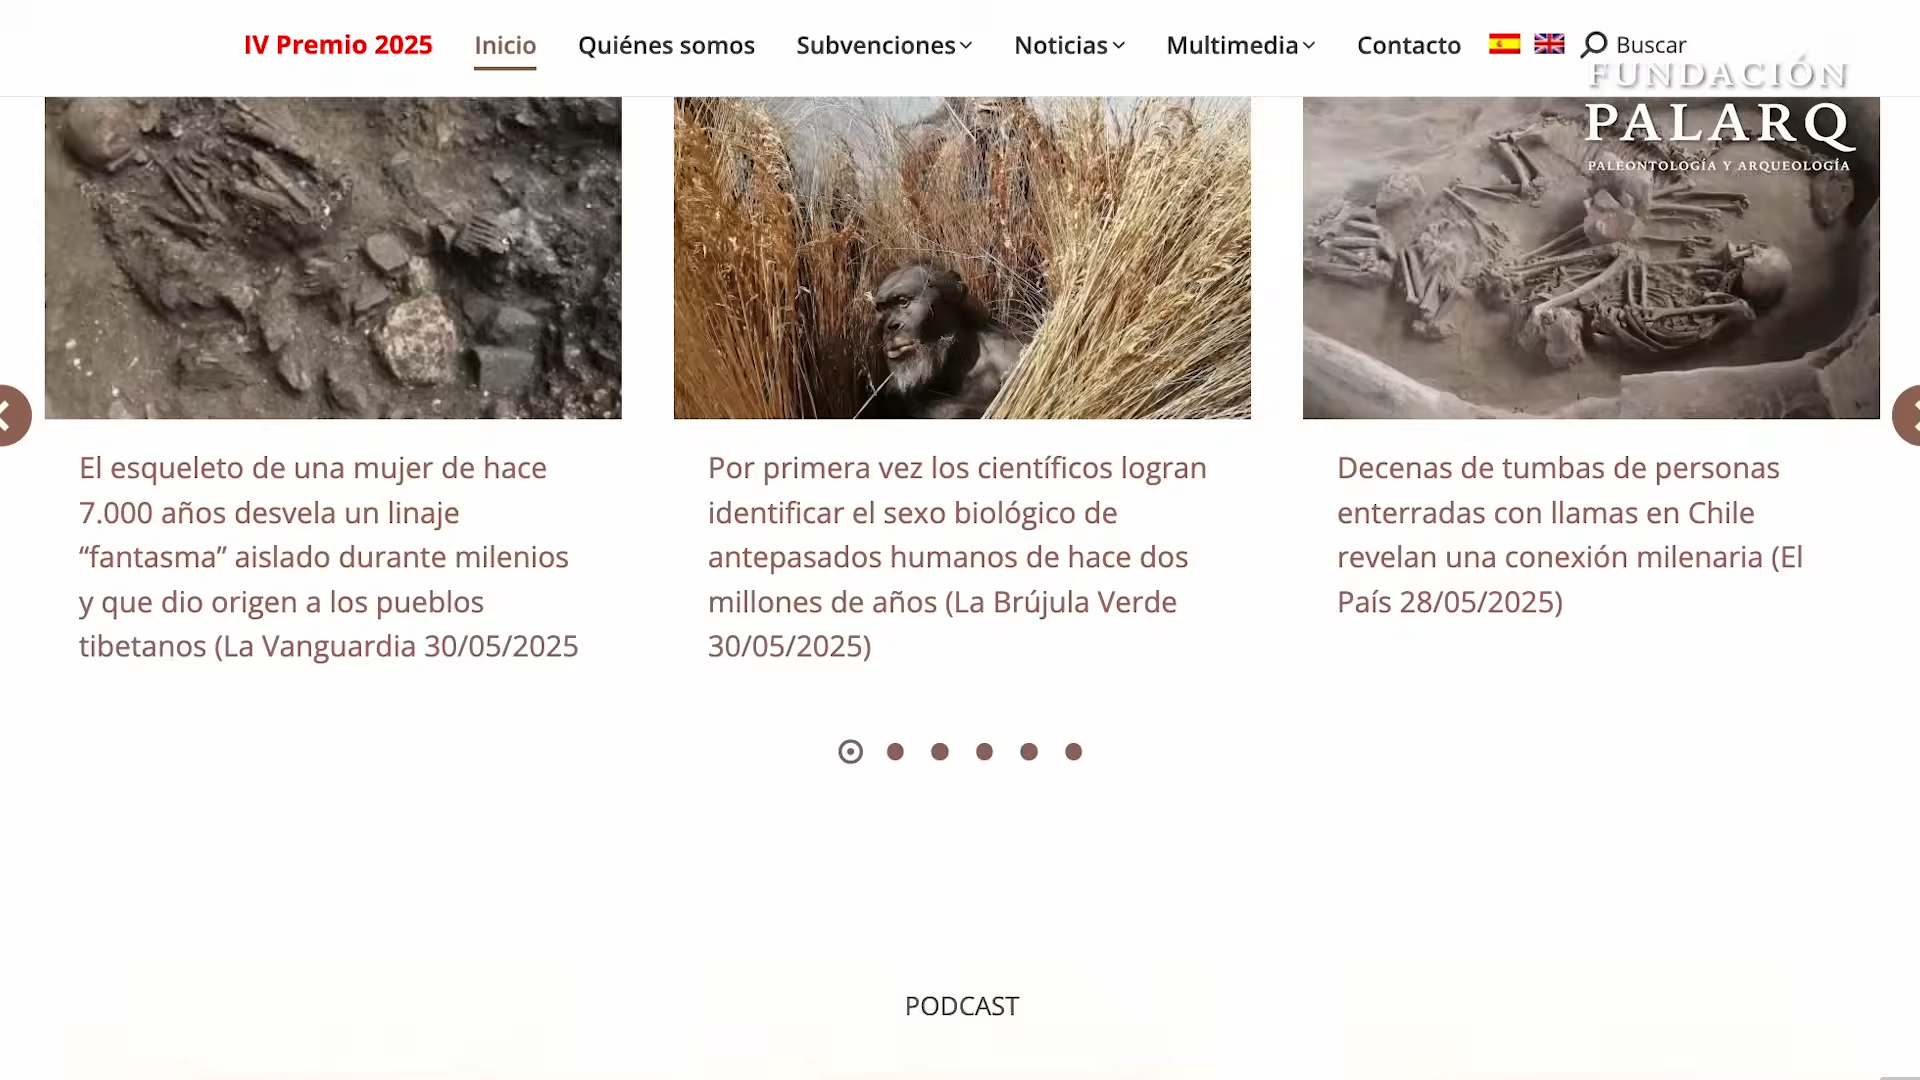 IV Premio 2025
Inicio
Quiénes somos
Subvenciones
Noticias
Multimedia
Contacto
Buscar
FUNDACIÓN
PALARQ
PALEONTOLOGÍA Y ARQUEOLOGÍA
El esqueleto de una mujer de hace
7.000 años desvela un linaje
“fantasma” aislado durante milenios
y que dio origen a los pueblos
tibetanos (La Vanguardia 30/05/2025
Por primera vez los científicos logran
identificar el sexo biológico de
antepasados humanos de hace dos
millones de años (La Brújula Verde
30/05/2025)
Decenas de tumbas de personas
enterradas con llamas en Chile
revelan una conexión milenaria (El
País 28/05/2025)
PODCAST